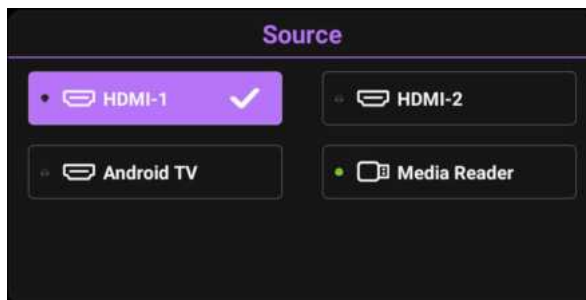 Source
HDMI-1
HDMI-2
Android TV
Media Reader